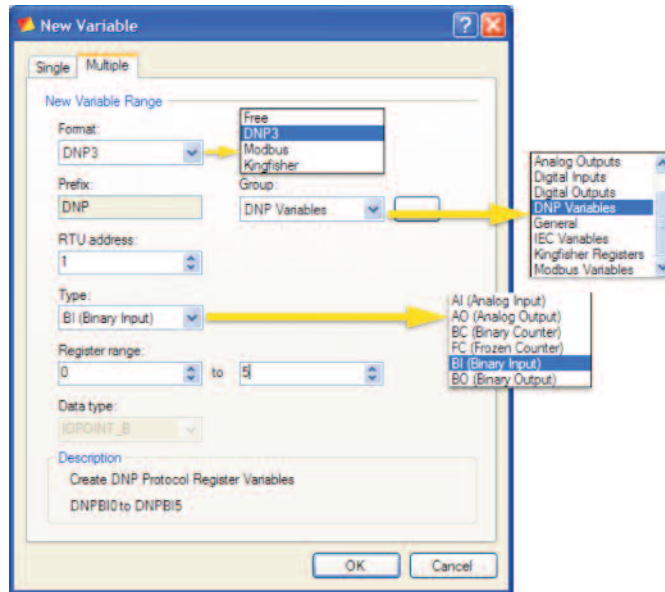 New Variable
Single
Multiple
New Variable Range
Format:
DNP3
Free
DNP3
Modbus
Kingfisher
Prefix:
DNP
Group:
DNP Variables
Analog Outputs
Digital Inputs
Digital Outputs
DNP Variables
General
IEC Variables
Kingfisher Registers
Modbus Variables
RTU address:
1
Type:
BI (Binary Input)
AI (Analog Input)
AO (Analog Output)
BC (Binary Counter)
FC (Frozen Counter)
BI (Binary Input)
BO (Binary Output)
Register range:
0 to 5
Data type:
IOPOINT_B
Description
Create DNP Protocol Register Variables
DNPBI0 to DNPBI5
OK
Cancel